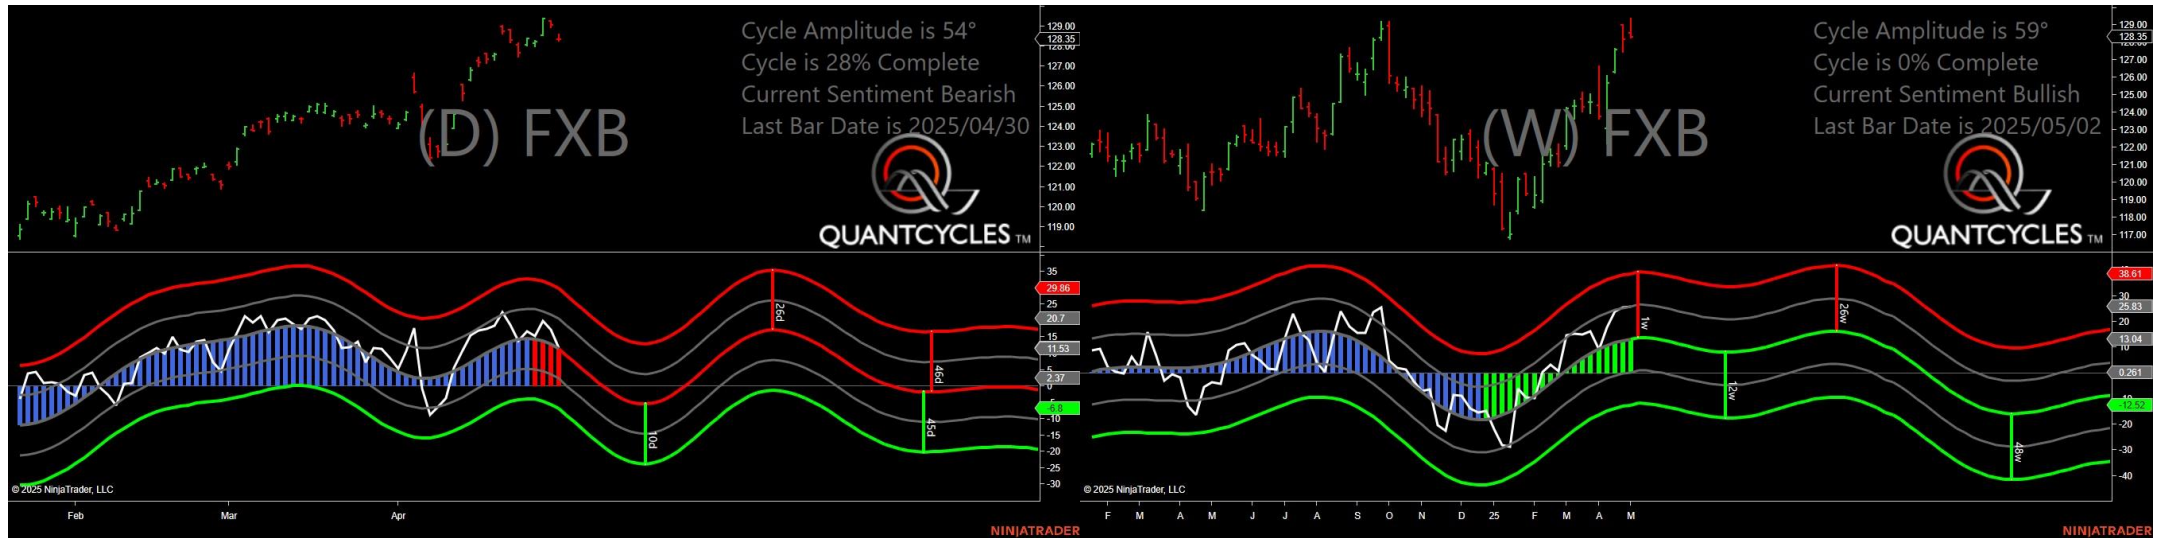 Cycle Amplitude is 54°
Cycle is 28% Complete
Current Sentiment Bearish
Last Bar Date is 2025/04/30
(D) FXB
QUANTCYCLES TM
129.00
128.35
128.00
127.00
126.00
125.00
124.00
123.00
122.00
121.00
120.00
119.00
35
29.86
25
20.7
15
11.53
5
2.37
0
-6.8
-10
-15
-20
-25
-30
26d
46d
10d
45d
© 2025 NinjaTrader, LLC
Feb Mar Apr
NINJATRADER
Cycle Amplitude is 59°
Cycle is 0% Complete
Current Sentiment Bullish
Last Bar Date is 2025/05/02
(W) FXB
QUANTCYCLES TM
129.00
128.35
127.00
126.00
125.00
124.00
123.00
122.00
121.00
120.00
119.00
118.00
117.00
38.61
30
25.83
20
13.04
10
0.261
-12.52
-20
-30
-40
1w
26w
12w
48w
© 2025 NinjaTrader, LLC
F M A M J J A S O N D 25 F M A M
NINJATRADER